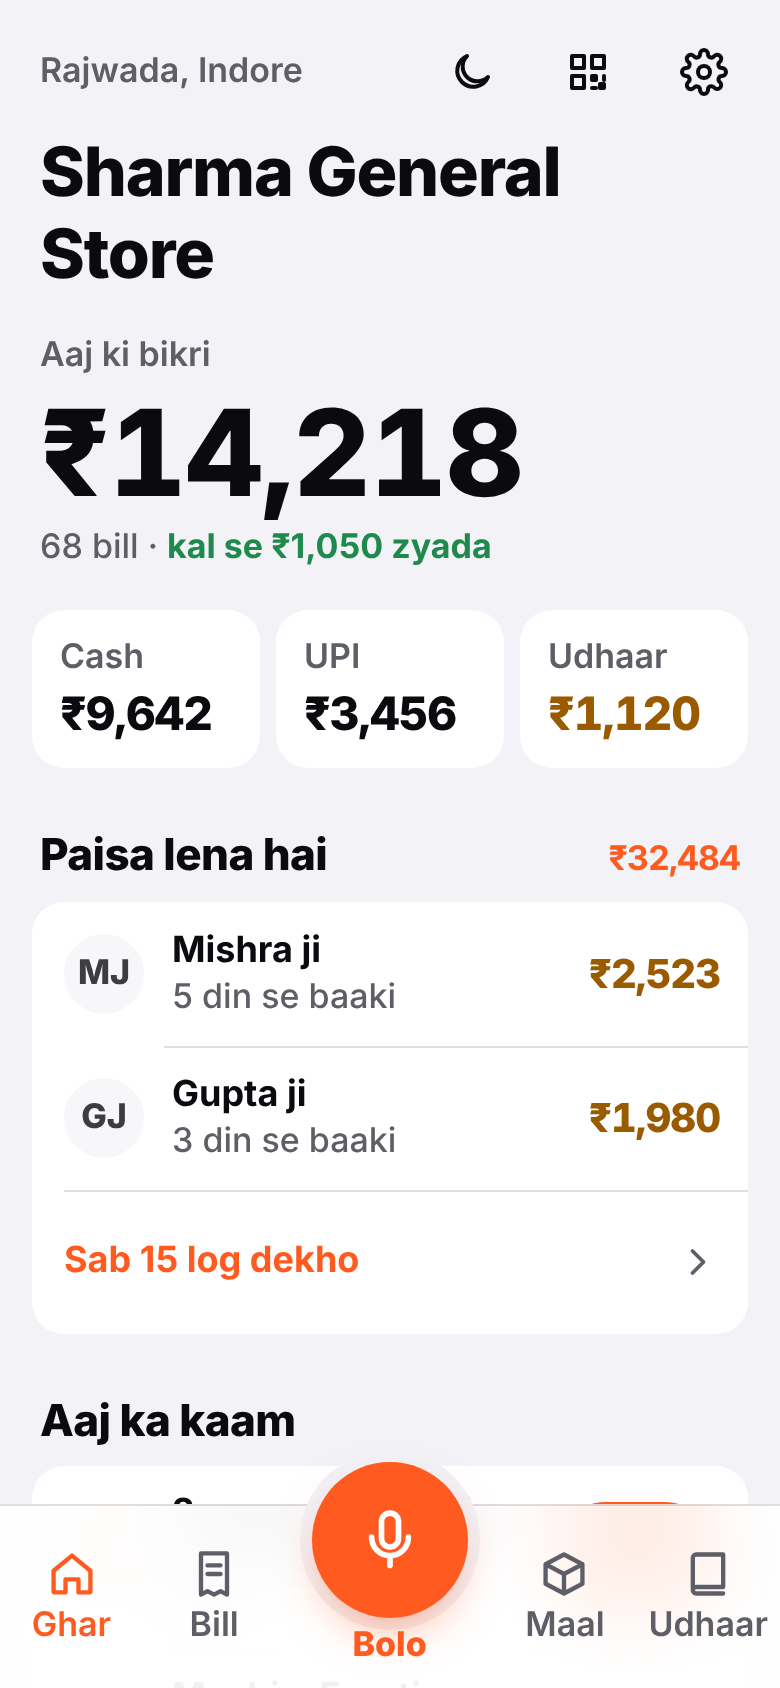 Rajwada, Indore
Sharma General
Store
Aaj ki bikri
₹14,218
68 bill · kal se ₹1,050 zyada
Cash
₹9,642
UPI
₹3,456
Udhaar
₹1,120
Paisa lena hai
₹32,484
MJ
Mishra ji
5 din se baaki
₹2,523
GJ
Gupta ji
3 din se baaki
₹1,980
Sab 15 log dekho
Aaj ka kaam
Ghar
Bill
Bolo
Maal
Udhaar